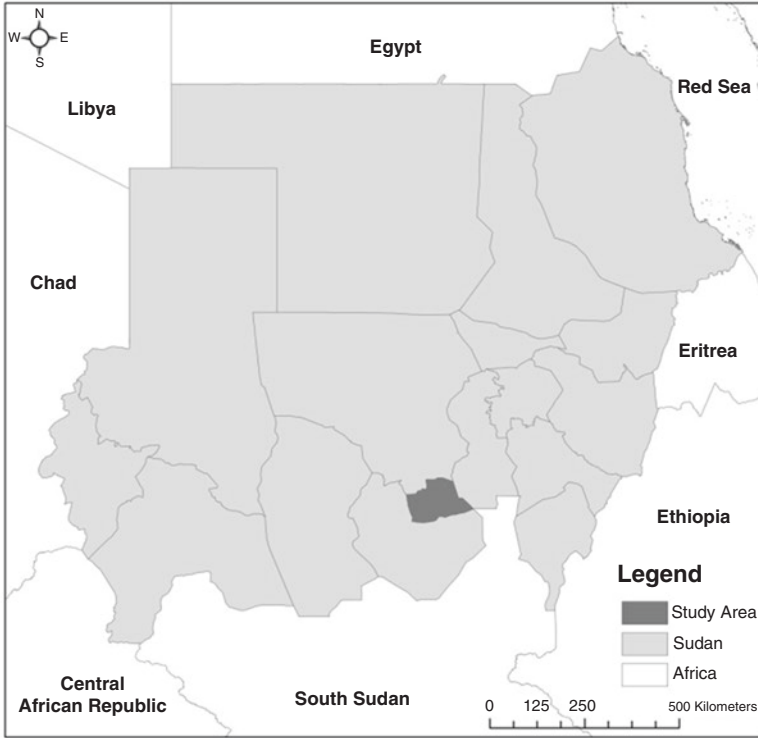 N
W E
S
Egypt
Red Sea
Libya
Chad
Eritrea
Ethiopia
Legend
Study Area
Sudan
Africa
Central
African Republic
South Sudan
0 125 250 500 Kilometers